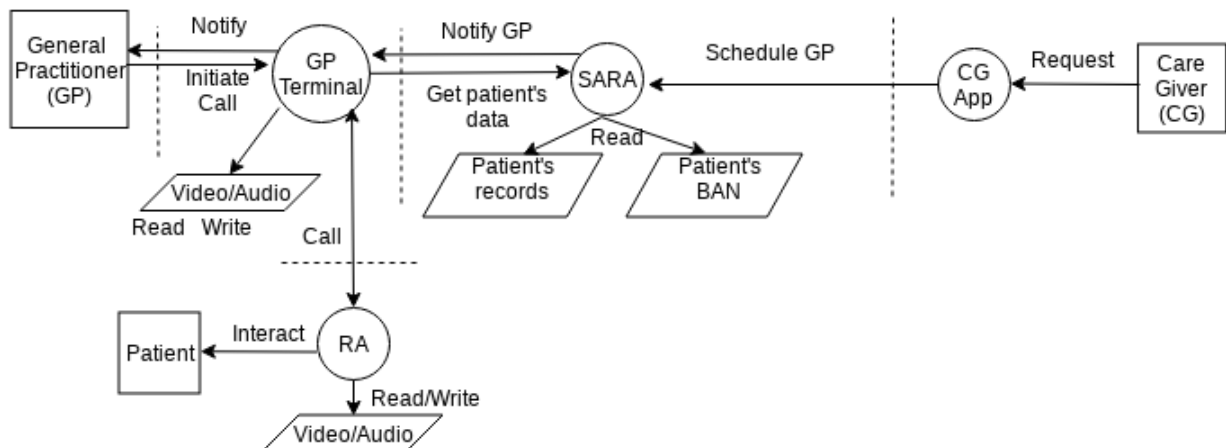 General
Practitioner
(GP)
Notify
Initiate
Call
GP
Terminal
Notify GP
Get patient's
data
SARA
Schedule GP
CG
App
Request
Care
Giver
(CG)
Read
Patient's
records
Patient's
BAN
Video/Audio
Read Write
Call
Patient
Interact
RA
Read/Write
Video/Audio